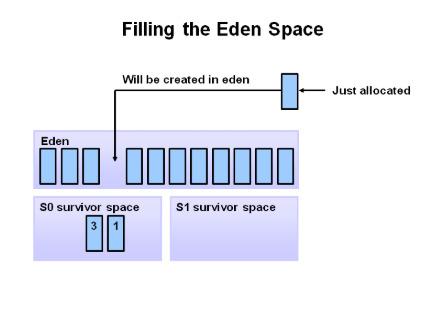 Filling the Eden Space
Will be created in eden
Just allocated
Eden
S0 survivor space
S1 survivor space
3 1